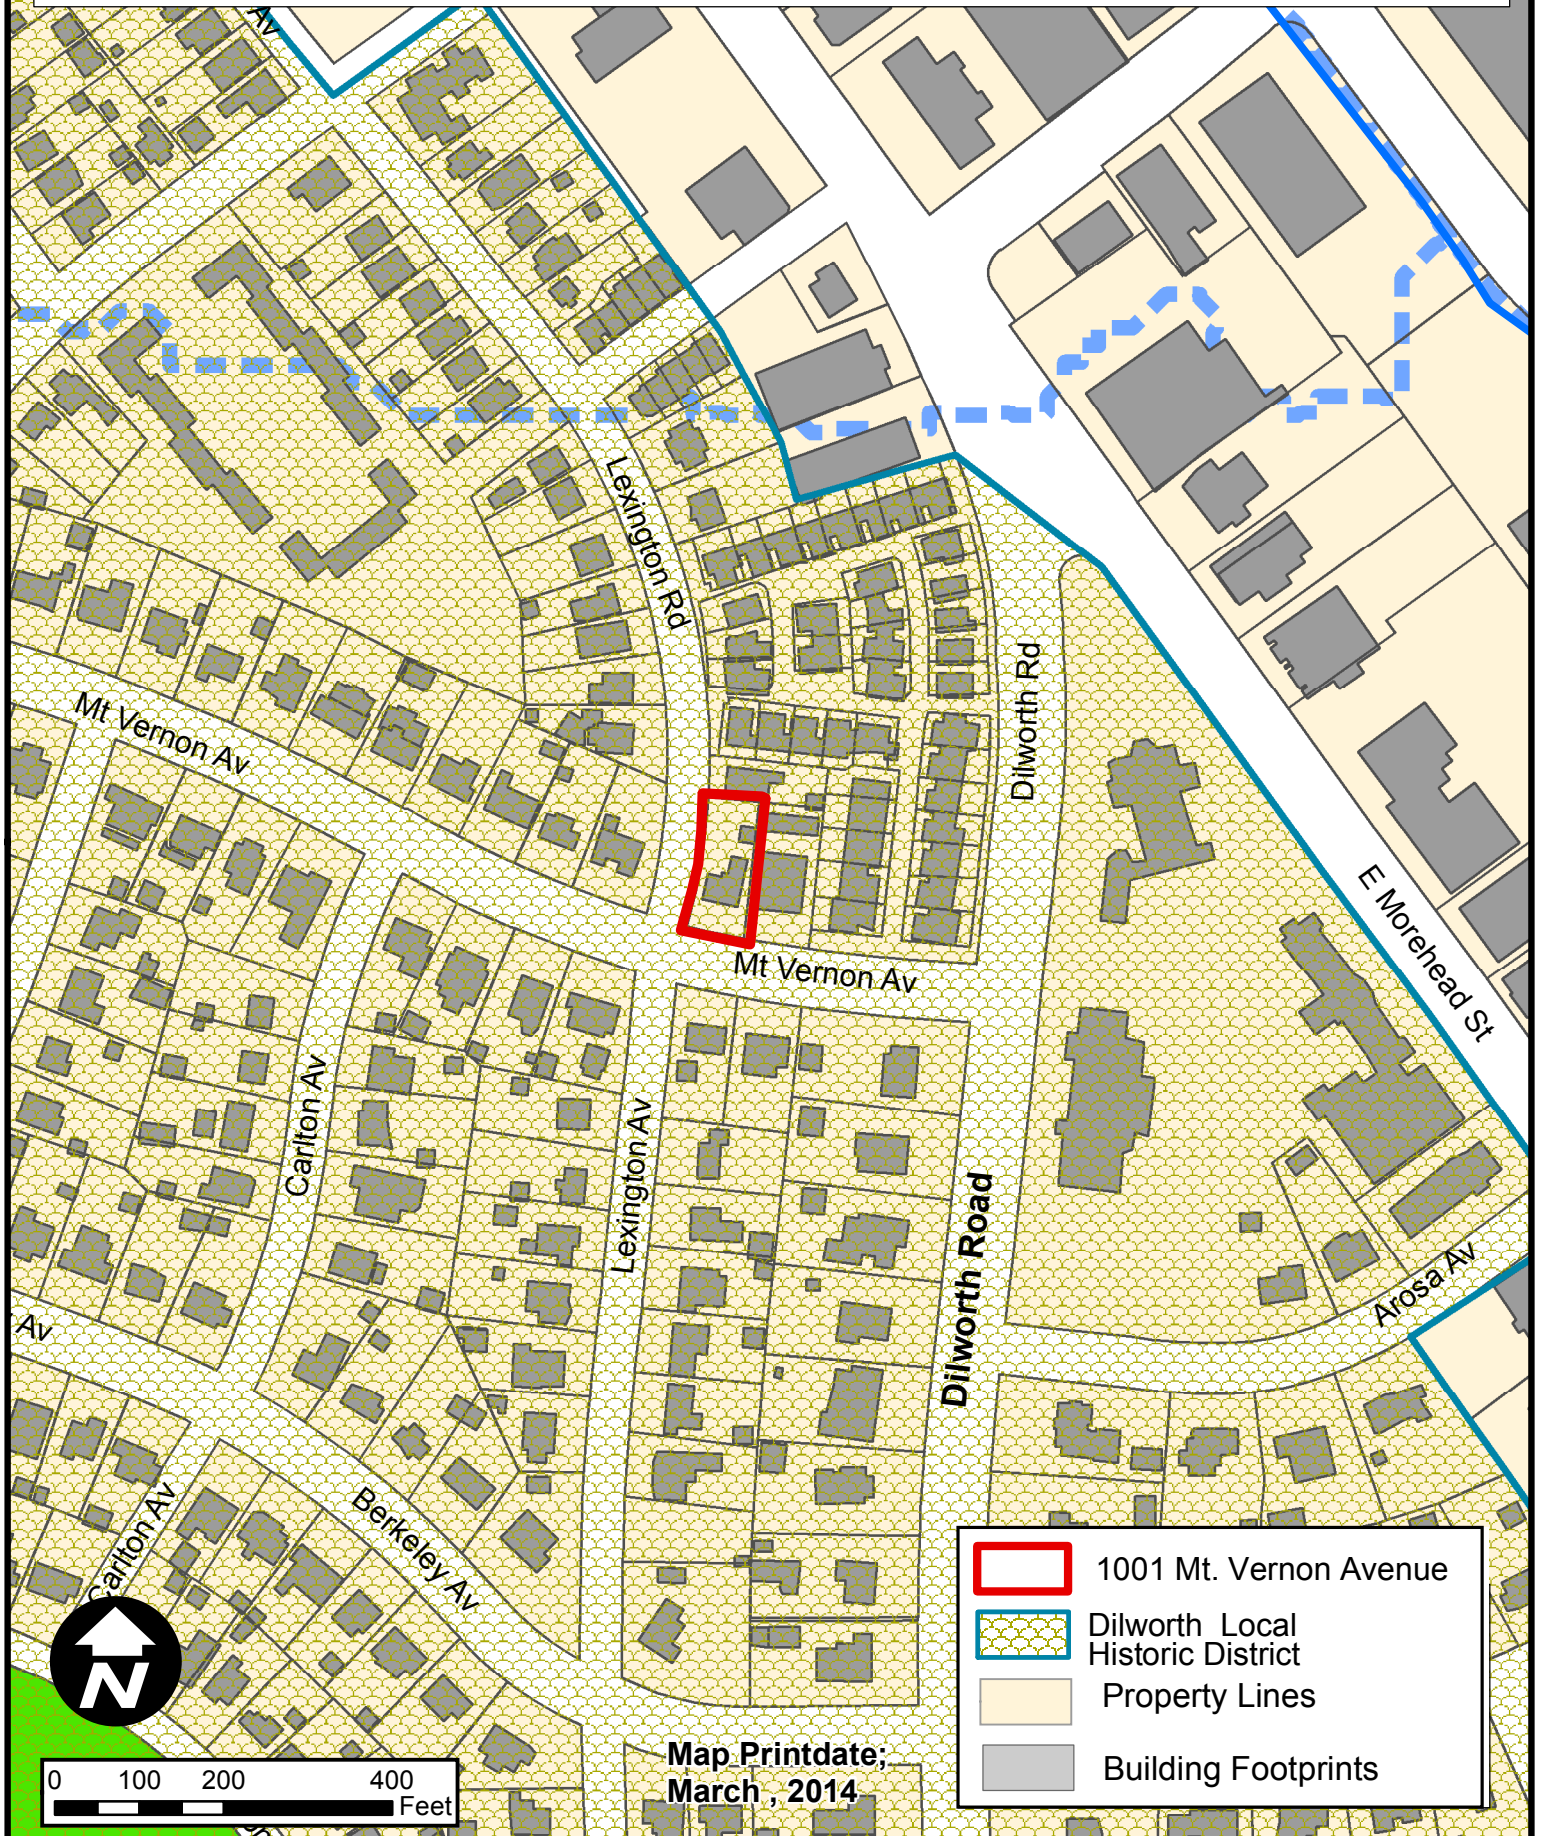 Av
Lexington Rd
Mt Vernon Av
Dilworth Rd
E Morehead St
Mt Vernon Av
Carlton Av
Lexington Av
Dilworth Road
Arosa Av
Av
Berkeley Av
Carlton Av
1001 Mt. Vernon Avenue
Dilworth Local
Historic District
Property Lines
Building Footprints
N
0 100 200 400
Feet
Map Printdate;
March , 2014